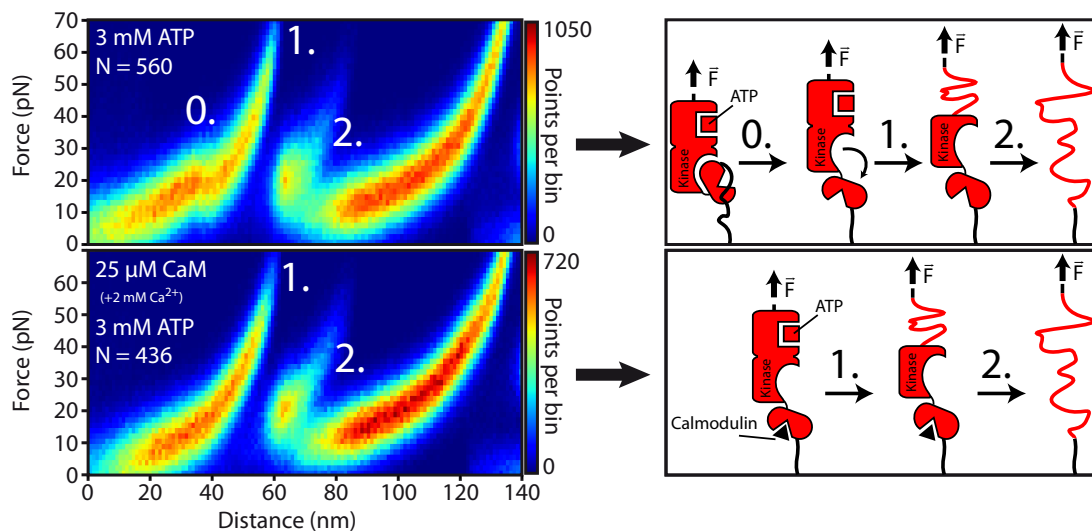 70
60
50
40
30
20
10
0
Force (pN)
3 mM ATP
N = 560
0.
1.
2.
1050
0
Points per bin
F̄
ATP
Kinase
0.
F̄
Kinase
1.
F̄
Kinase
2.
F̄
60
50
40
30
20
10
0
Force (pN)
25 µM CaM
(+2 mM Ca²⁺)
3 mM ATP
N = 436
1.
2.
720
0
Points per bin
0 20 40 60 80 100 120 140
Distance (nm)
F̄
ATP
Kinase
Calmodulin
1.
F̄
Kinase
2.
F̄